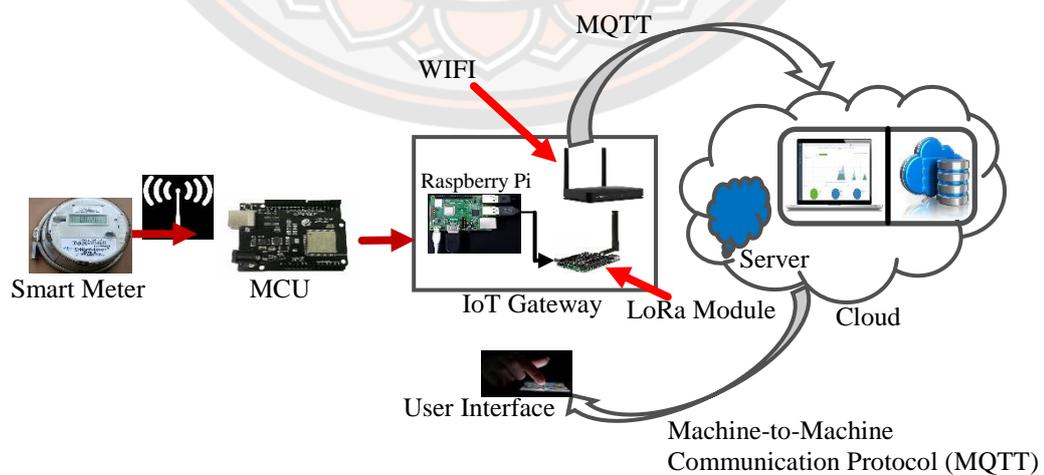 MQTT
WIFI
Raspberry Pi
Smart Meter
MCU
IoT Gateway
LoRa Module
Server
Cloud
User Interface
Machine-to-Machine
Communication Protocol (MQTT)